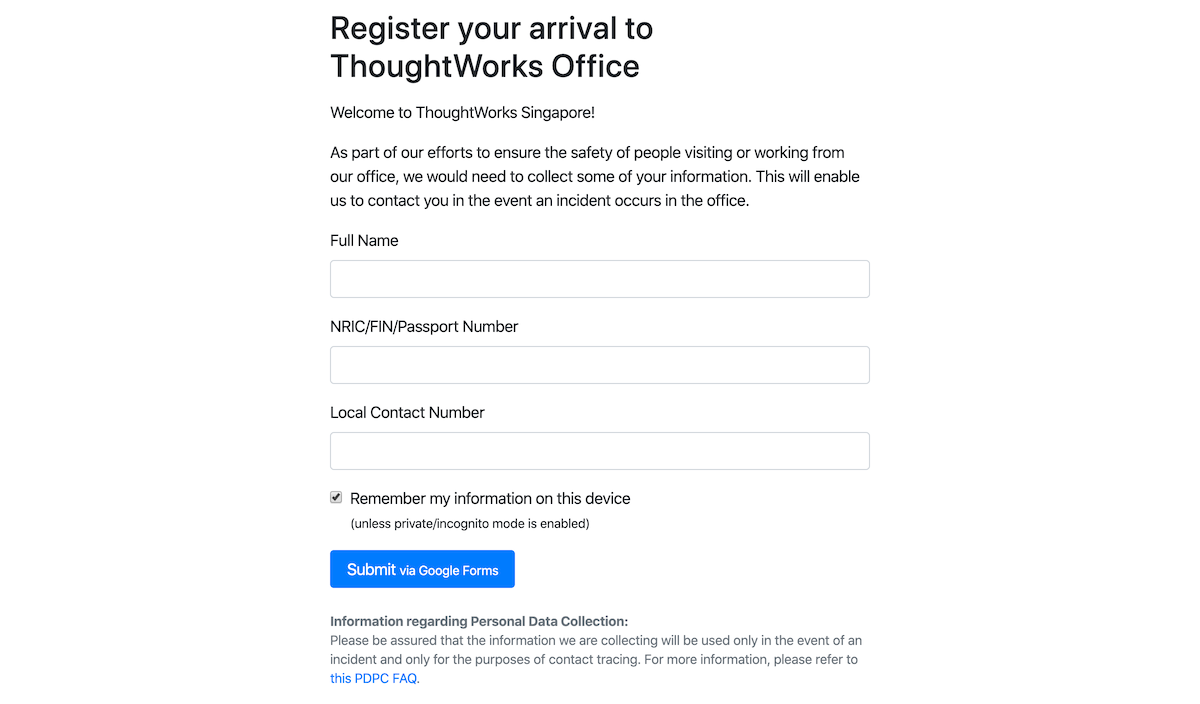 Register your arrival to
ThoughtWorks Office
Welcome to ThoughtWorks Singapore!
As part of our efforts to ensure the safety of people visiting or working from
our office, we would need to collect some of your information. This will enable
us to contact you in the event an incident occurs in the office.
Full Name
NRIC/FIN/Passport Number
Local Contact Number
Remember my information on this device
(unless private/incognito mode is enabled)
Submit via Google Forms
Information regarding Personal Data Collection:
Please be assured that the information we are collecting will be used only in the event of an
incident and only for the purposes of contact tracing. For more information, please refer to
this PDPC FAQ.